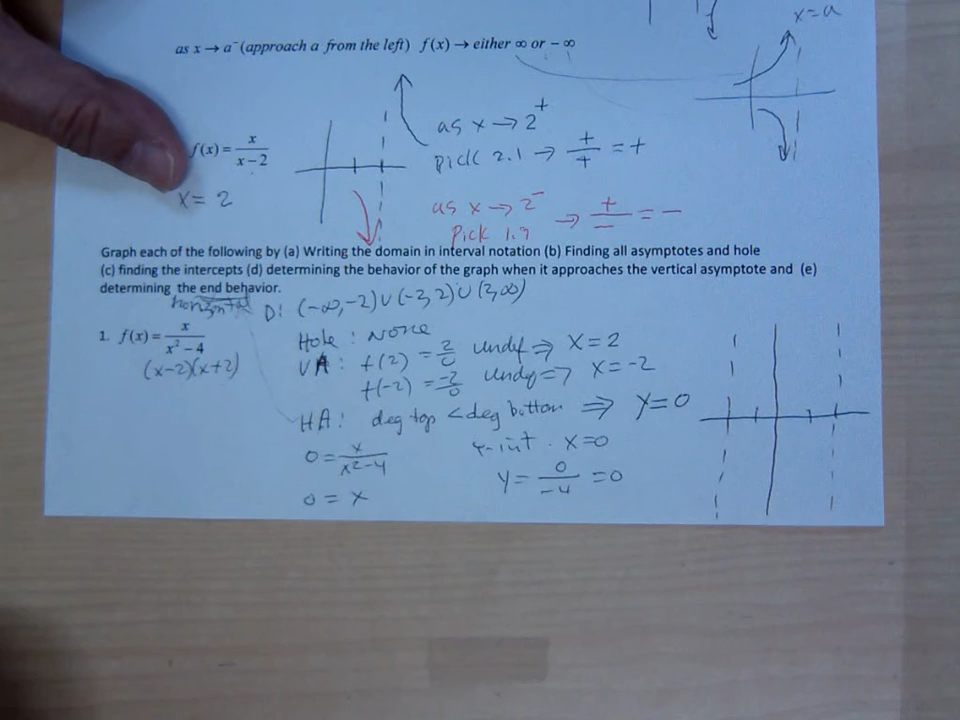 x=a
as x → a⁻ (approach a from the left) f(x) → either ∞ or − ∞
as x → 2⁺
f(x) = x/(x−2)
pick 2.1 → +/+ = +
x = 2
as x → 2⁻
pick 1.9 → +/− = −
Graph each of the following by (a) Writing the domain in interval notation (b) Finding all asymptotes and hole
(c) finding the intercepts (d) determining the behavior of the graph when it approaches the vertical asymptote and (e)
determining the end behavior.
horizontal
D: (-∞,-2)∪(-2,2)∪(2,∞)
1. f(x) = x/(x² − 4)
(x-2)(x+2)
Hole: None
VA: f(2) = 2/0 undef ⇒ x=2
f(-2) = -2/0 undef ⇒ x=-2
HA: deg top < deg bottom ⇒ y=0
0 = x/(x²-4)
y-int. x=0
0 = x
y = 0/-4 = 0